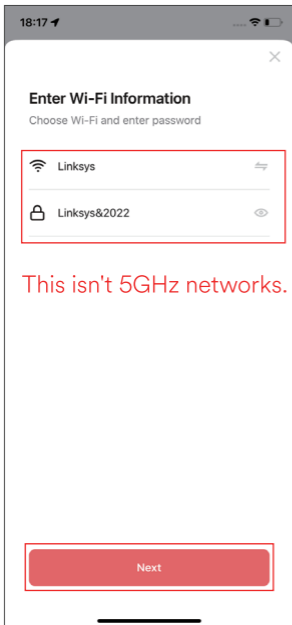 18:17
Enter Wi-Fi Information
Choose Wi-Fi and enter password
Linksys
Linksys&2022
This isn't 5GHz networks.
Next